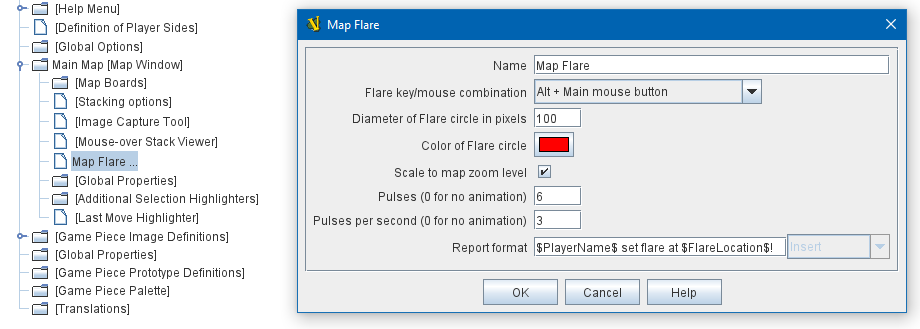 [Help Menu]
[Definition of Player Sides]
[Global Options]
Main Map [Map Window]
[Map Boards]
[Stacking options]
[Image Capture Tool]
[Mouse-over Stack Viewer]
Map Flare ...
[Global Properties]
[Additional Selection Highlighters]
[Last Move Highlighter]
[Game Piece Image Definitions]
[Global Properties]
[Game Piece Prototype Definitions]
[Game Piece Palette]
[Translations]
Map Flare
Name Map Flare
Flare key/mouse combination Alt + Main mouse button
Diameter of Flare circle in pixels 100
Color of Flare circle
Scale to map zoom level
Pulses (0 for no animation) 6
Pulses per second (0 for no animation) 3
Report format $PlayerName$ set flare at $FlareLocation$! Insert
OK Cancel Help